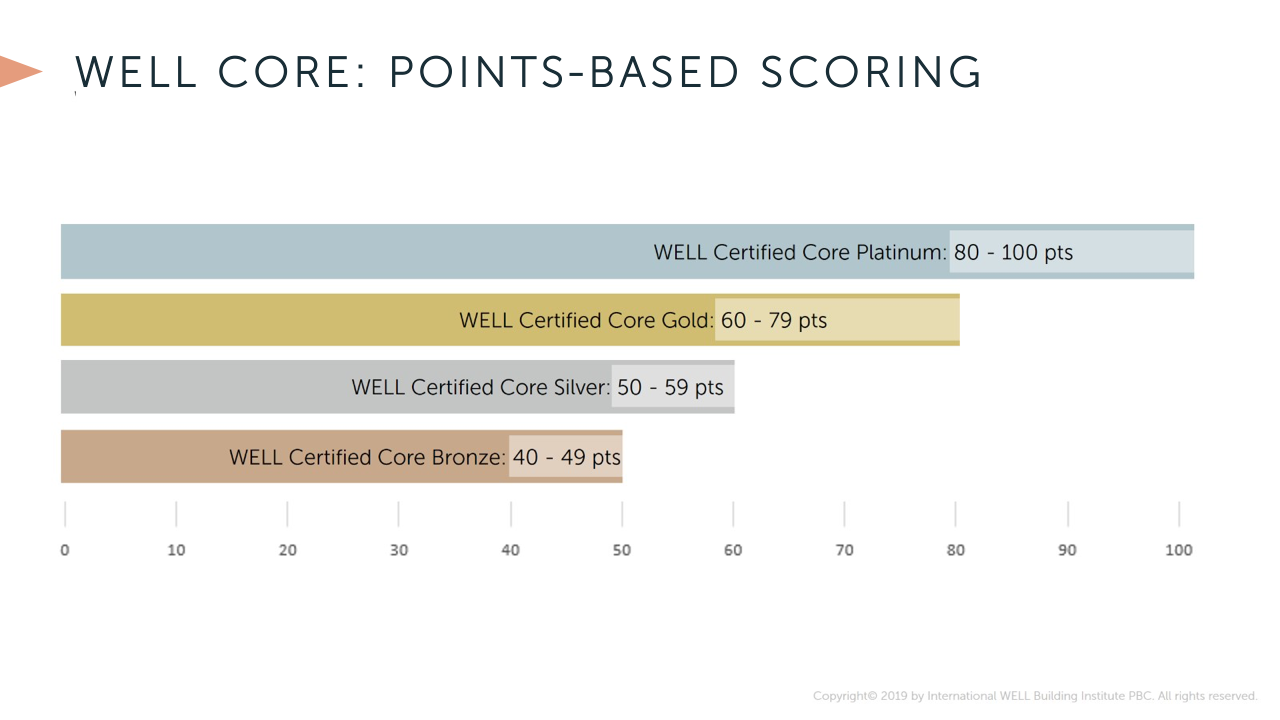 WELL CORE: POINTS-BASED SCORING
WELL Certified Core Platinum: 80 - 100 pts
WELL Certified Core Gold: 60 - 79 pts
WELL Certified Core Silver: 50 - 59 pts
WELL Certified Core Bronze: 40 - 49 pts
0 10 20 30 40 50 60 70 80 90 100
Copyright© 2019 by International WELL Building Institute PBC. All rights reserved.